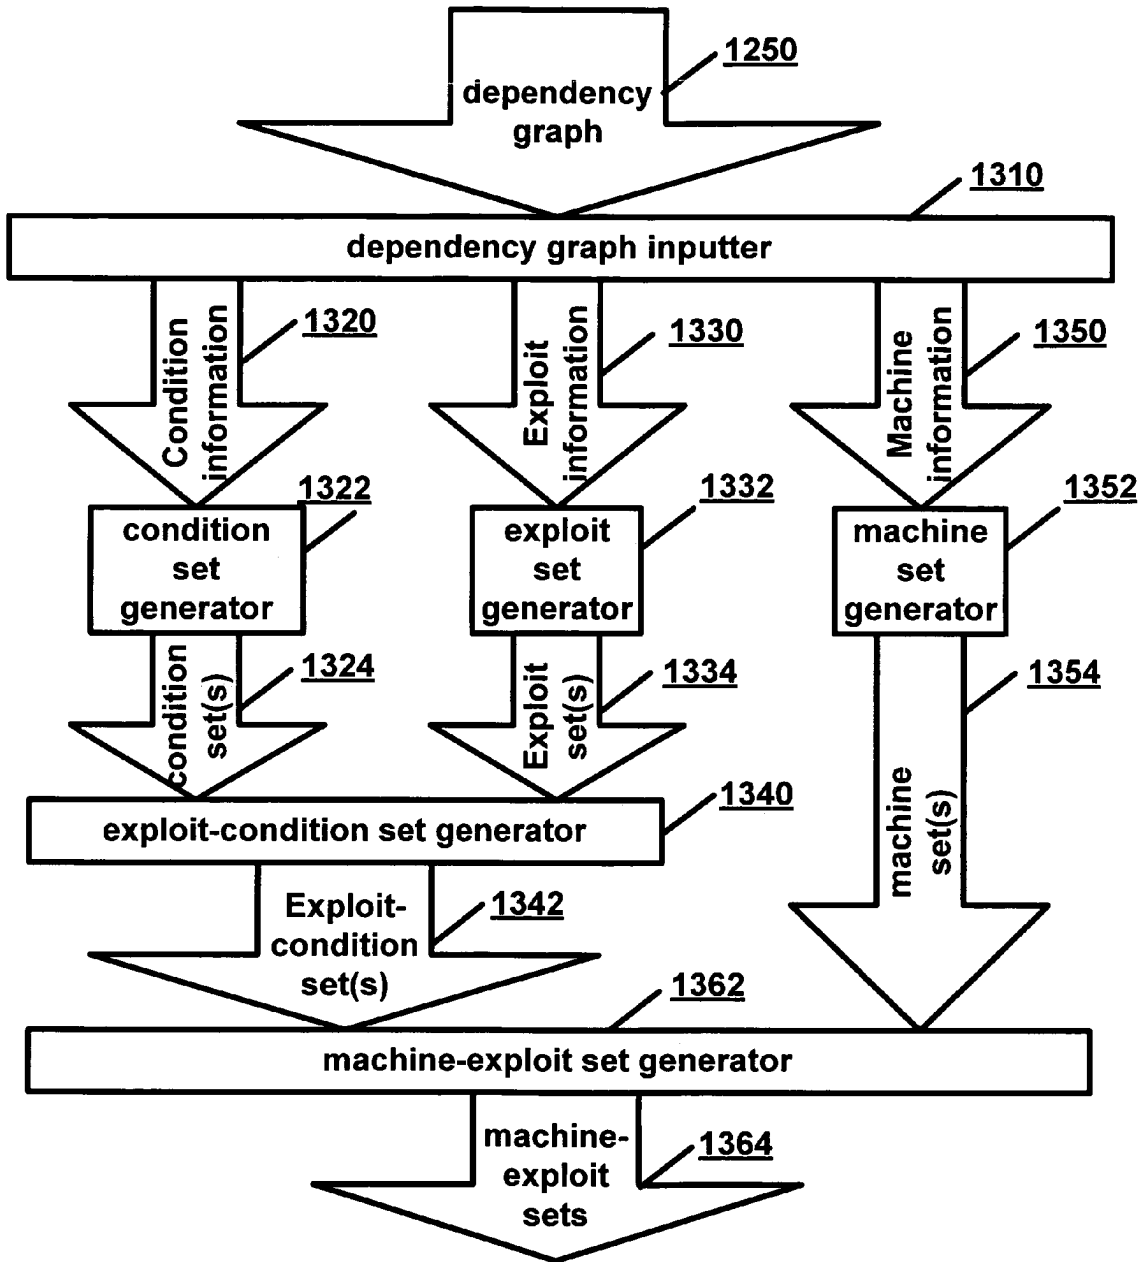 1250
dependency
graph
1310
dependency graph inputter
Condition
information
1320
Exploit
information
1330
Machine
information
1350
1322
condition
set
generator
1332
exploit
set
generator
1352
machine
set
generator
condition
set(s)
1324
Exploit
set(s)
1334
machine
set(s)
1354
1340
exploit-condition set generator
Exploit-
condition
set(s)
1342
1362
machine-exploit set generator
machine-
exploit
sets
1364